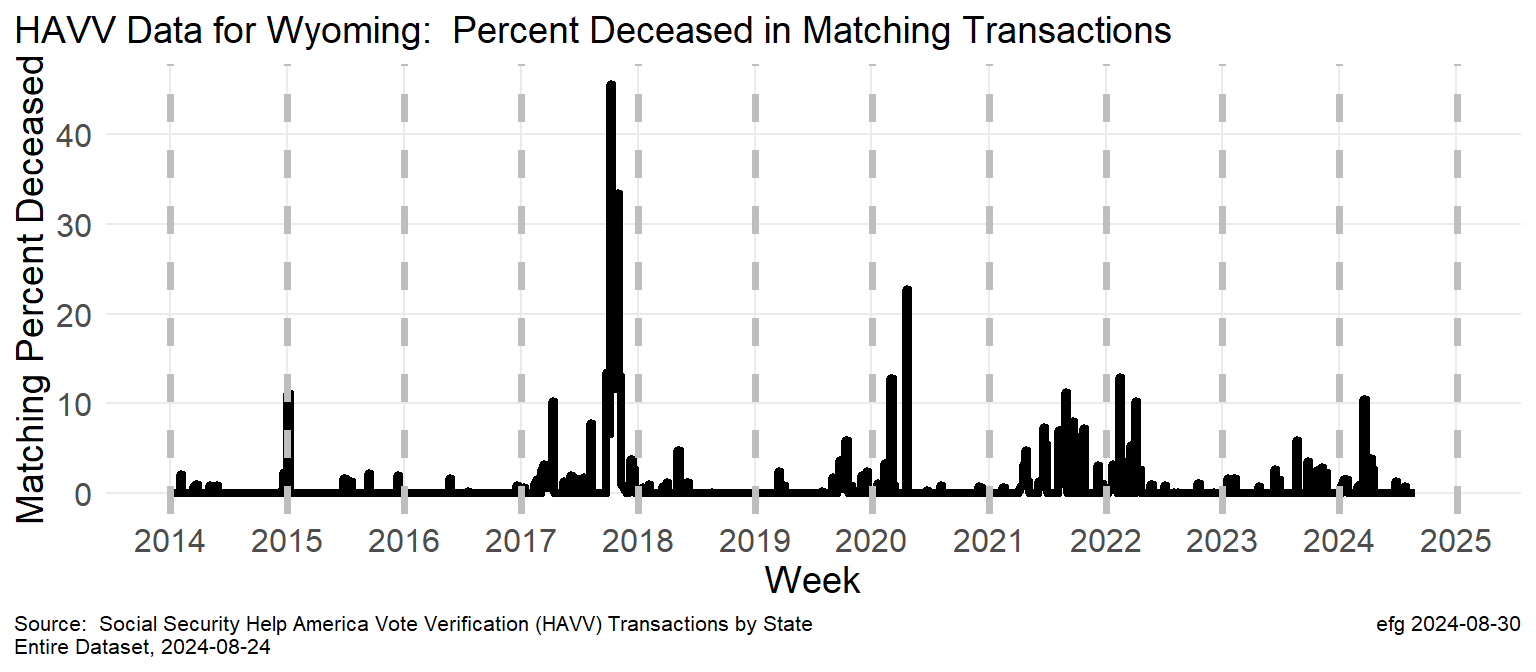 HAVV Data for Wyoming:  Percent Deceased in Matching Transactions
Matching Percent Deceased
40
30
20
10
0
2014 2015 2016 2017 2018 2019 2020 2021 2022 2023 2024 2025
Week
Source:  Social Security Help America Vote Verification (HAVV) Transactions by State
Entire Dataset, 2024-08-24
efg 2024-08-30